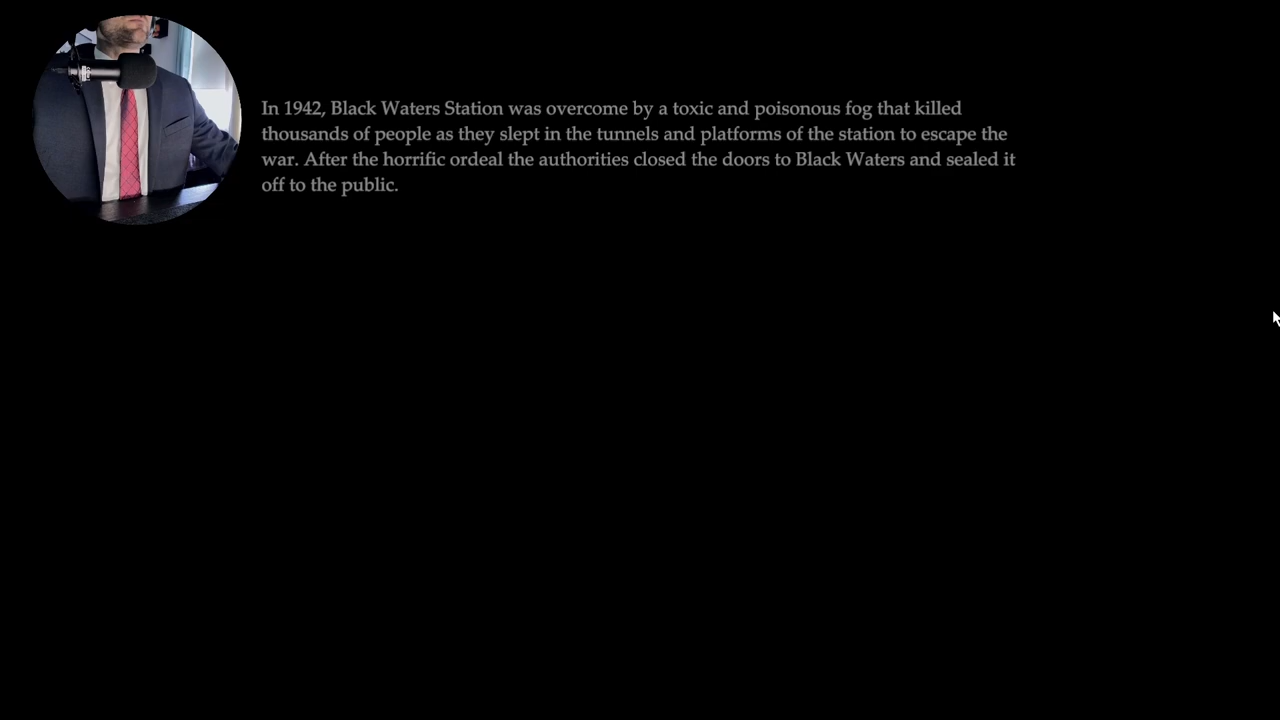 In 1942, Black Waters Station was overcome by a toxic and poisonous fog that killed
thousands of people as they slept in the tunnels and platforms of the station to escape the
war. After the horrific ordeal the authorities closed the doors to Black Waters and sealed it
off to the public.